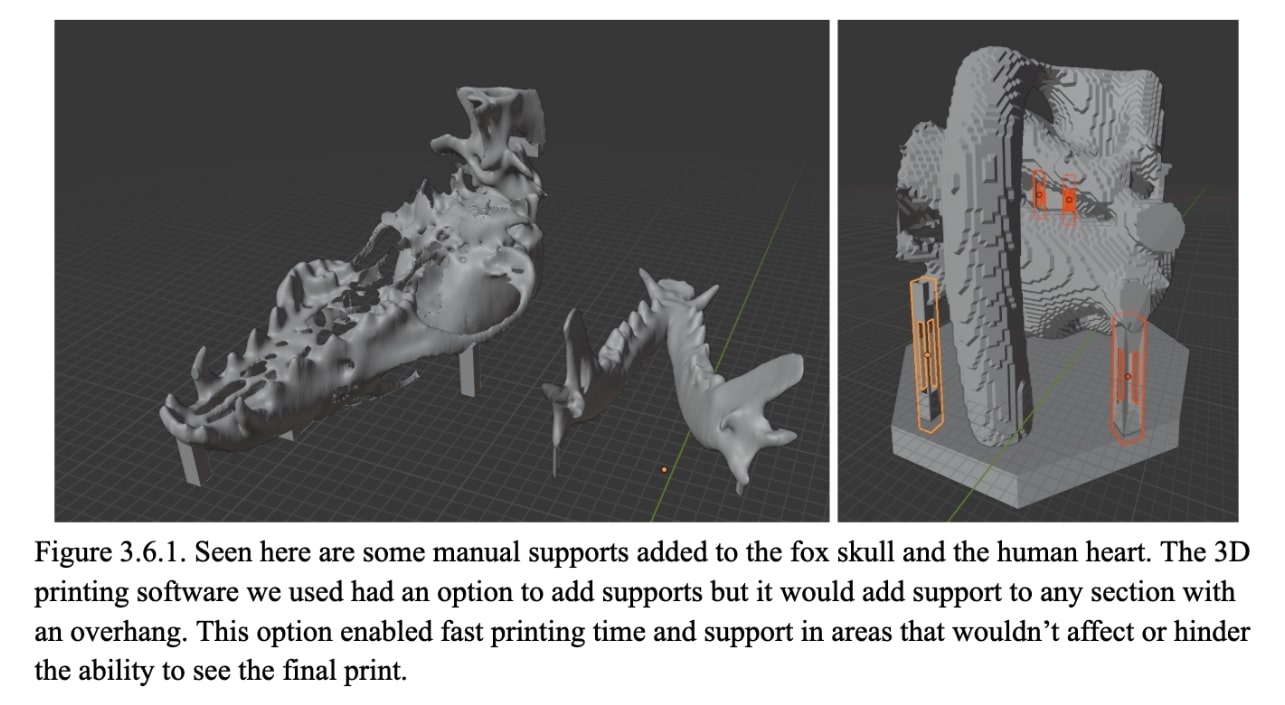 Figure 3.6.1. Seen here are some manual supports added to the fox skull and the human heart. The 3D
printing software we used had an option to add supports but it would add support to any section with
an overhang. This option enabled fast printing time and support in areas that wouldn’t affect or hinder
the ability to see the final print.